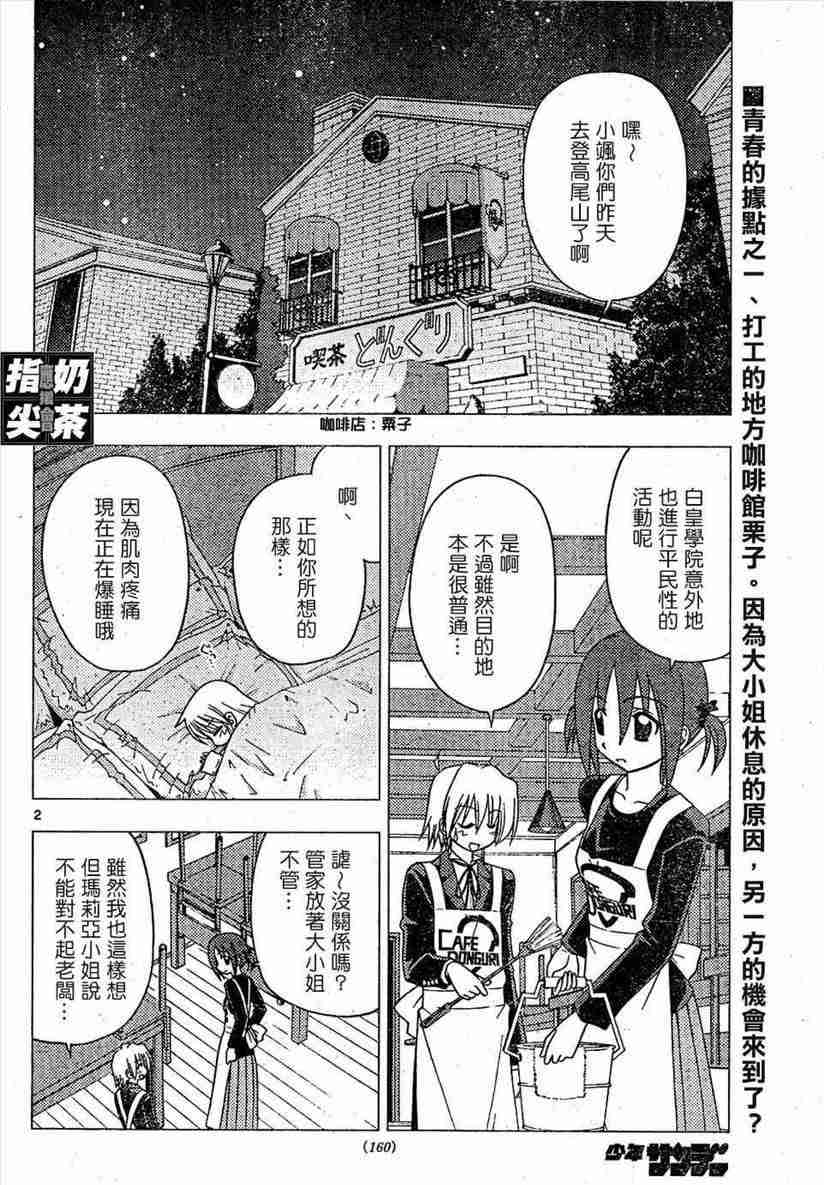 ■青春的據點之一、打工的地方咖啡館栗子。因為大小姐休息的原因，另一方的機會來到了？
嘿～
小颯你們昨天
去登高尾山了啊
喫茶 どんぐり
咖啡店：栗子
指尖
奶茶
白皇學院意外地
也進行平民性的
活動呢
是啊
不過雖然目的地
本是很普通…
CAFE
DONGURI
CAFE
DONGURI
啊、
正如你所想的
那樣…
因為肌肉疼痛
現在正在爆睡哦
2
誒～沒關係嗎？
管家放著大小姐
不管…
雖然我也這樣想
但瑪莉亞小姐說
不能對不起老闆…
(160)
少年